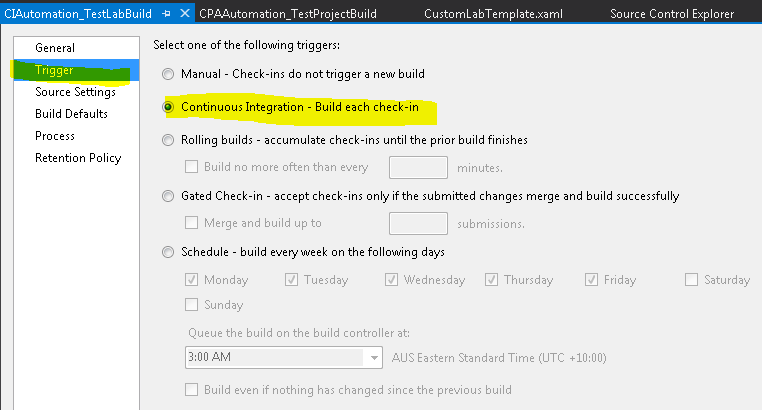 CIAutomation_TestLabBuild CPAAutomation_TestProjectBuild CustomLabTemplate.xaml Source Control Explorer
General
Trigger
Source Settings
Build Defaults
Process
Retention Policy
Select one of the following triggers:
Manual - Check-ins do not trigger a new build
Continuous Integration - Build each check-in
Rolling builds - accumulate check-ins until the prior build finishes
Build no more often than every minutes.
Gated Check-in - accept check-ins only if the submitted changes merge and build successfully
Merge and build up to submissions.
Schedule - build every week on the following days
Monday Tuesday Wednesday Thursday Friday Saturday
Sunday
Queue the build on the build controller at:
3:00 AM AUS Eastern Standard Time (UTC +10:00)
Build even if nothing has changed since the previous build